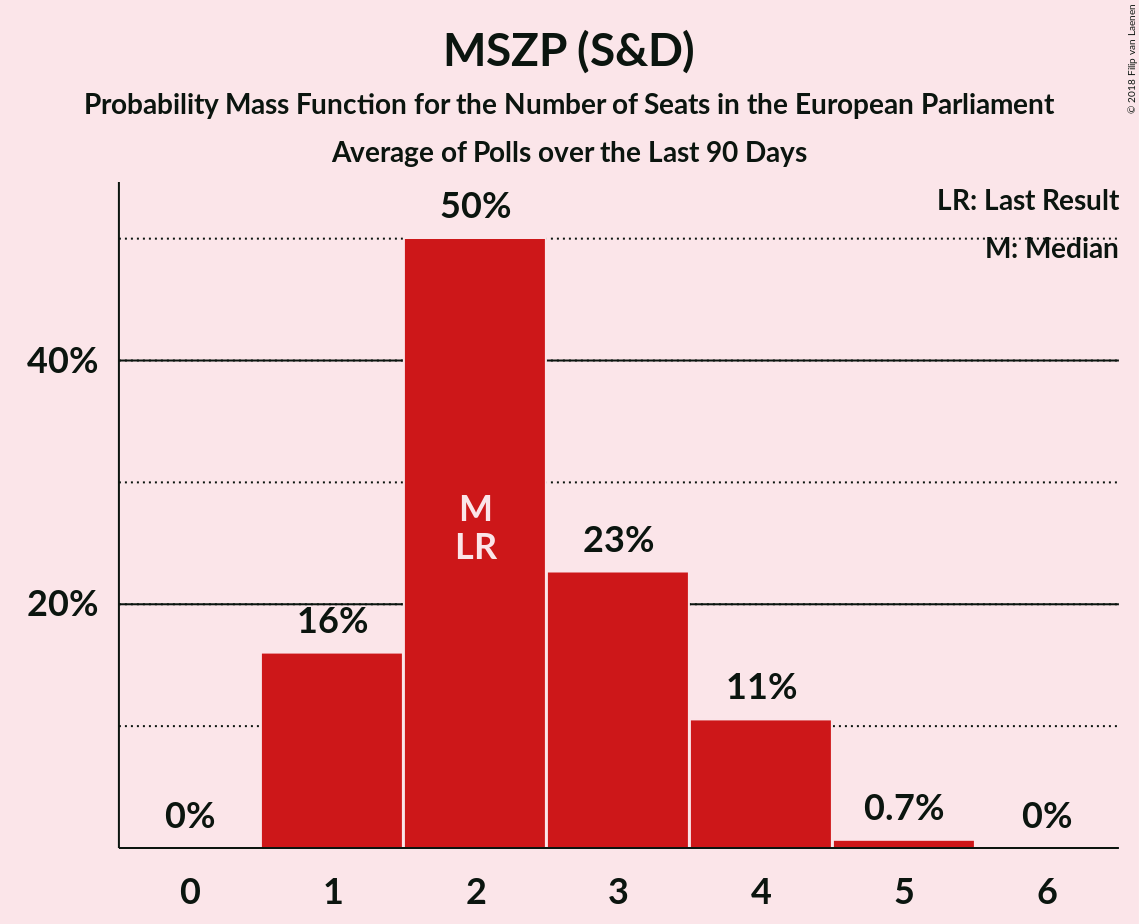 MSZP (S&D)
Probability Mass Function for the Number of Seats in the European Parliament
Average of Polls over the Last 90 Days
© 2018 Filip van Laenen
LR: Last Result
M: Median
50%
40%
20%
M
LR
23%
16%
11%
0%
0.7%
0%
0 1 2 3 4 5 6